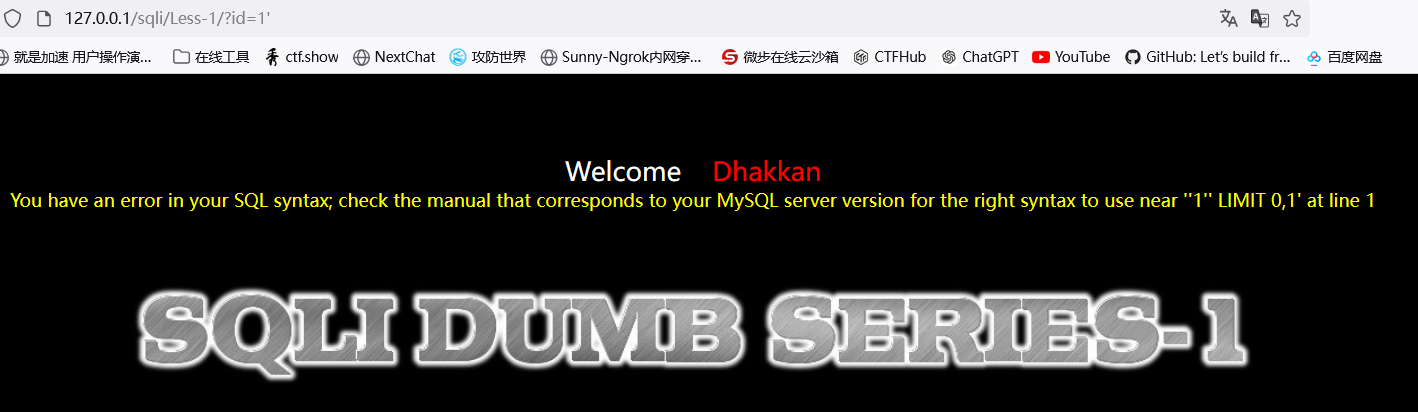 127.0.0.1/sqli/Less-1/?id=1'
就是加速 用户操作演... 在线工具 ctf.show NextChat 攻防世界 Sunny-Ngrok内网穿... 微步在线云沙箱 CTFHub ChatGPT YouTube GitHub: Let's build fr... 百度网盘
Welcome Dhakkan
You have an error in your SQL syntax; check the manual that corresponds to your MySQL server version for the right syntax to use near ''1'' LIMIT 0,1' at line 1
SQLI DUMB SERIES-1